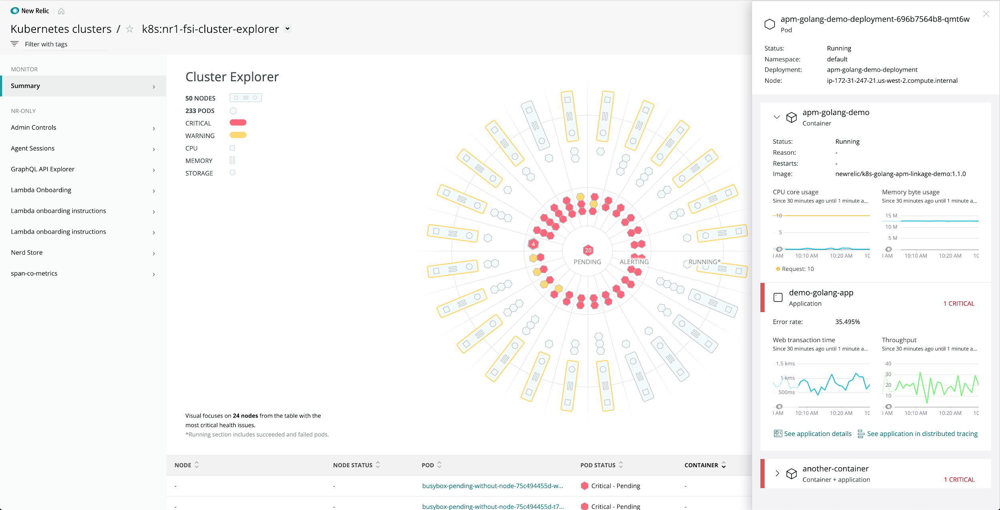 New Relic
Kubernetes clusters / k8s:nr1-fsi-cluster-explorer
Filter with tags
MONITOR
Summary
NR-ONLY
Admin Controls
Agent Sessions
GraphQL API Explorer
Lambda Onboarding
Lambda onboarding instructions
Lambda onboarding instructions
Nerd Store
span-co-metrics
Cluster Explorer
50 NODES
233 PODS
CRITICAL
WARNING
CPU
MEMORY
STORAGE
4
20
PENDING
ALERTING
RUNNING*
Visual focuses on 24 nodes from the table with the
most critical health issues.
*Running section includes succeeded and failed pods.
NODE NODE STATUS POD POD STATUS CONTAINER
- - busybox-pending-without-node-75c494455d-w... Critical - Pending -
- - busybox-pending-without-node-75c494455d-t7... Critical - Pending -
apm-golang-demo-deployment-696b7564b8-qmt6w
Pod
Status: Running
Namespace: default
Deployment: apm-golang-demo-deployment
Node: ip-172-31-247-21.us-west-2.compute.internal
apm-golang-demo
Container
Status: Running
Reason: -
Restarts: -
Image: newrelic/k8s-golang-apm-linkage-demo:1.1.0
CPU core usage
Since 30 minutes ago until 1 minute a...
10
5
AM 10:10 AM 10:20 AM 10
Request: 10
Memory byte usage
Since 30 minutes ago until 1 minute a...
15 M
10 M
5 M
AM 10:10 AM 10:20 AM 10
demo-golang-app
Application
1 CRITICAL
Error rate: 35.495%
Web transaction time
Since 30 minutes ago until 1 minute a...
1.5 kms
1 kms
500ms
AM 10:10 AM 10:20 AM 10
Throughput
Since 30 minutes ago until 1 minute a...
40
30
20
10
AM 10:10 AM 10:20 AM 10
See application details See application in distributed tracing
another-container
Container + application
1 CRITICAL